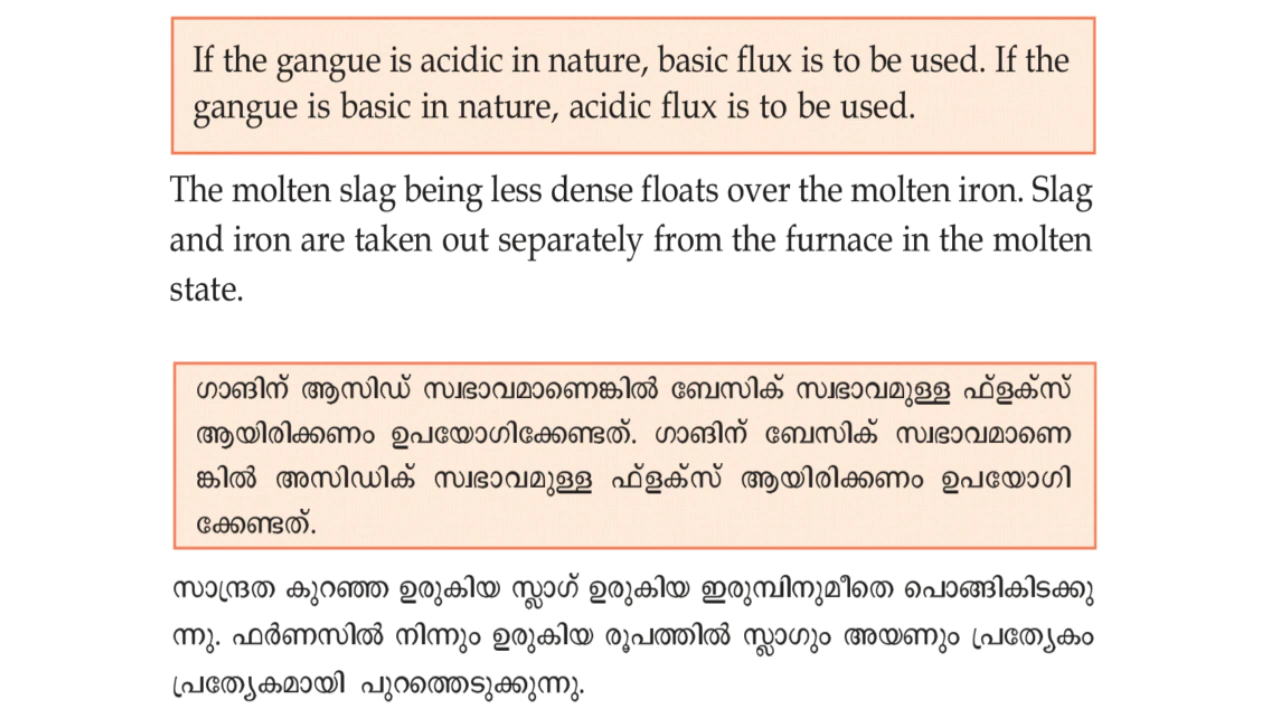 If the gangue is acidic in nature, basic flux is to be used. If the
gangue is basic in nature, acidic flux is to be used.
The molten slag being less dense floats over the molten iron. Slag
and iron are taken out separately from the furnace in the molten
state.
ഗാങിന് ആസിഡ് സ്വഭാവമാണെങ്കിൽ ബേസിക് സ്വഭാവമുള്ള ഫ്ളക്സ്
ആയിരിക്കണം ഉപയോഗിക്കേണ്ടത്. ഗാങിന് ബേസിക് സ്വഭാവമാണെ
ങ്കിൽ അസിഡിക് സ്വഭാവമുള്ള ഫ്ളക്സ് ആയിരിക്കണം ഉപയോഗി
ക്കേണ്ടത്.
സാന്ദ്രത കുറഞ്ഞ ഉരുകിയ സ്ലാഗ് ഉരുകിയ ഇരുമ്പിനുമീതെ പൊങ്ങികിടക്കു
ന്നു. ഫർണസിൽ നിന്നും ഉരുകിയ രൂപത്തിൽ സ്ലാഗും അയണും പ്രത്യേകം
പ്രത്യേകമായി പുറത്തെടുക്കുന്നു.